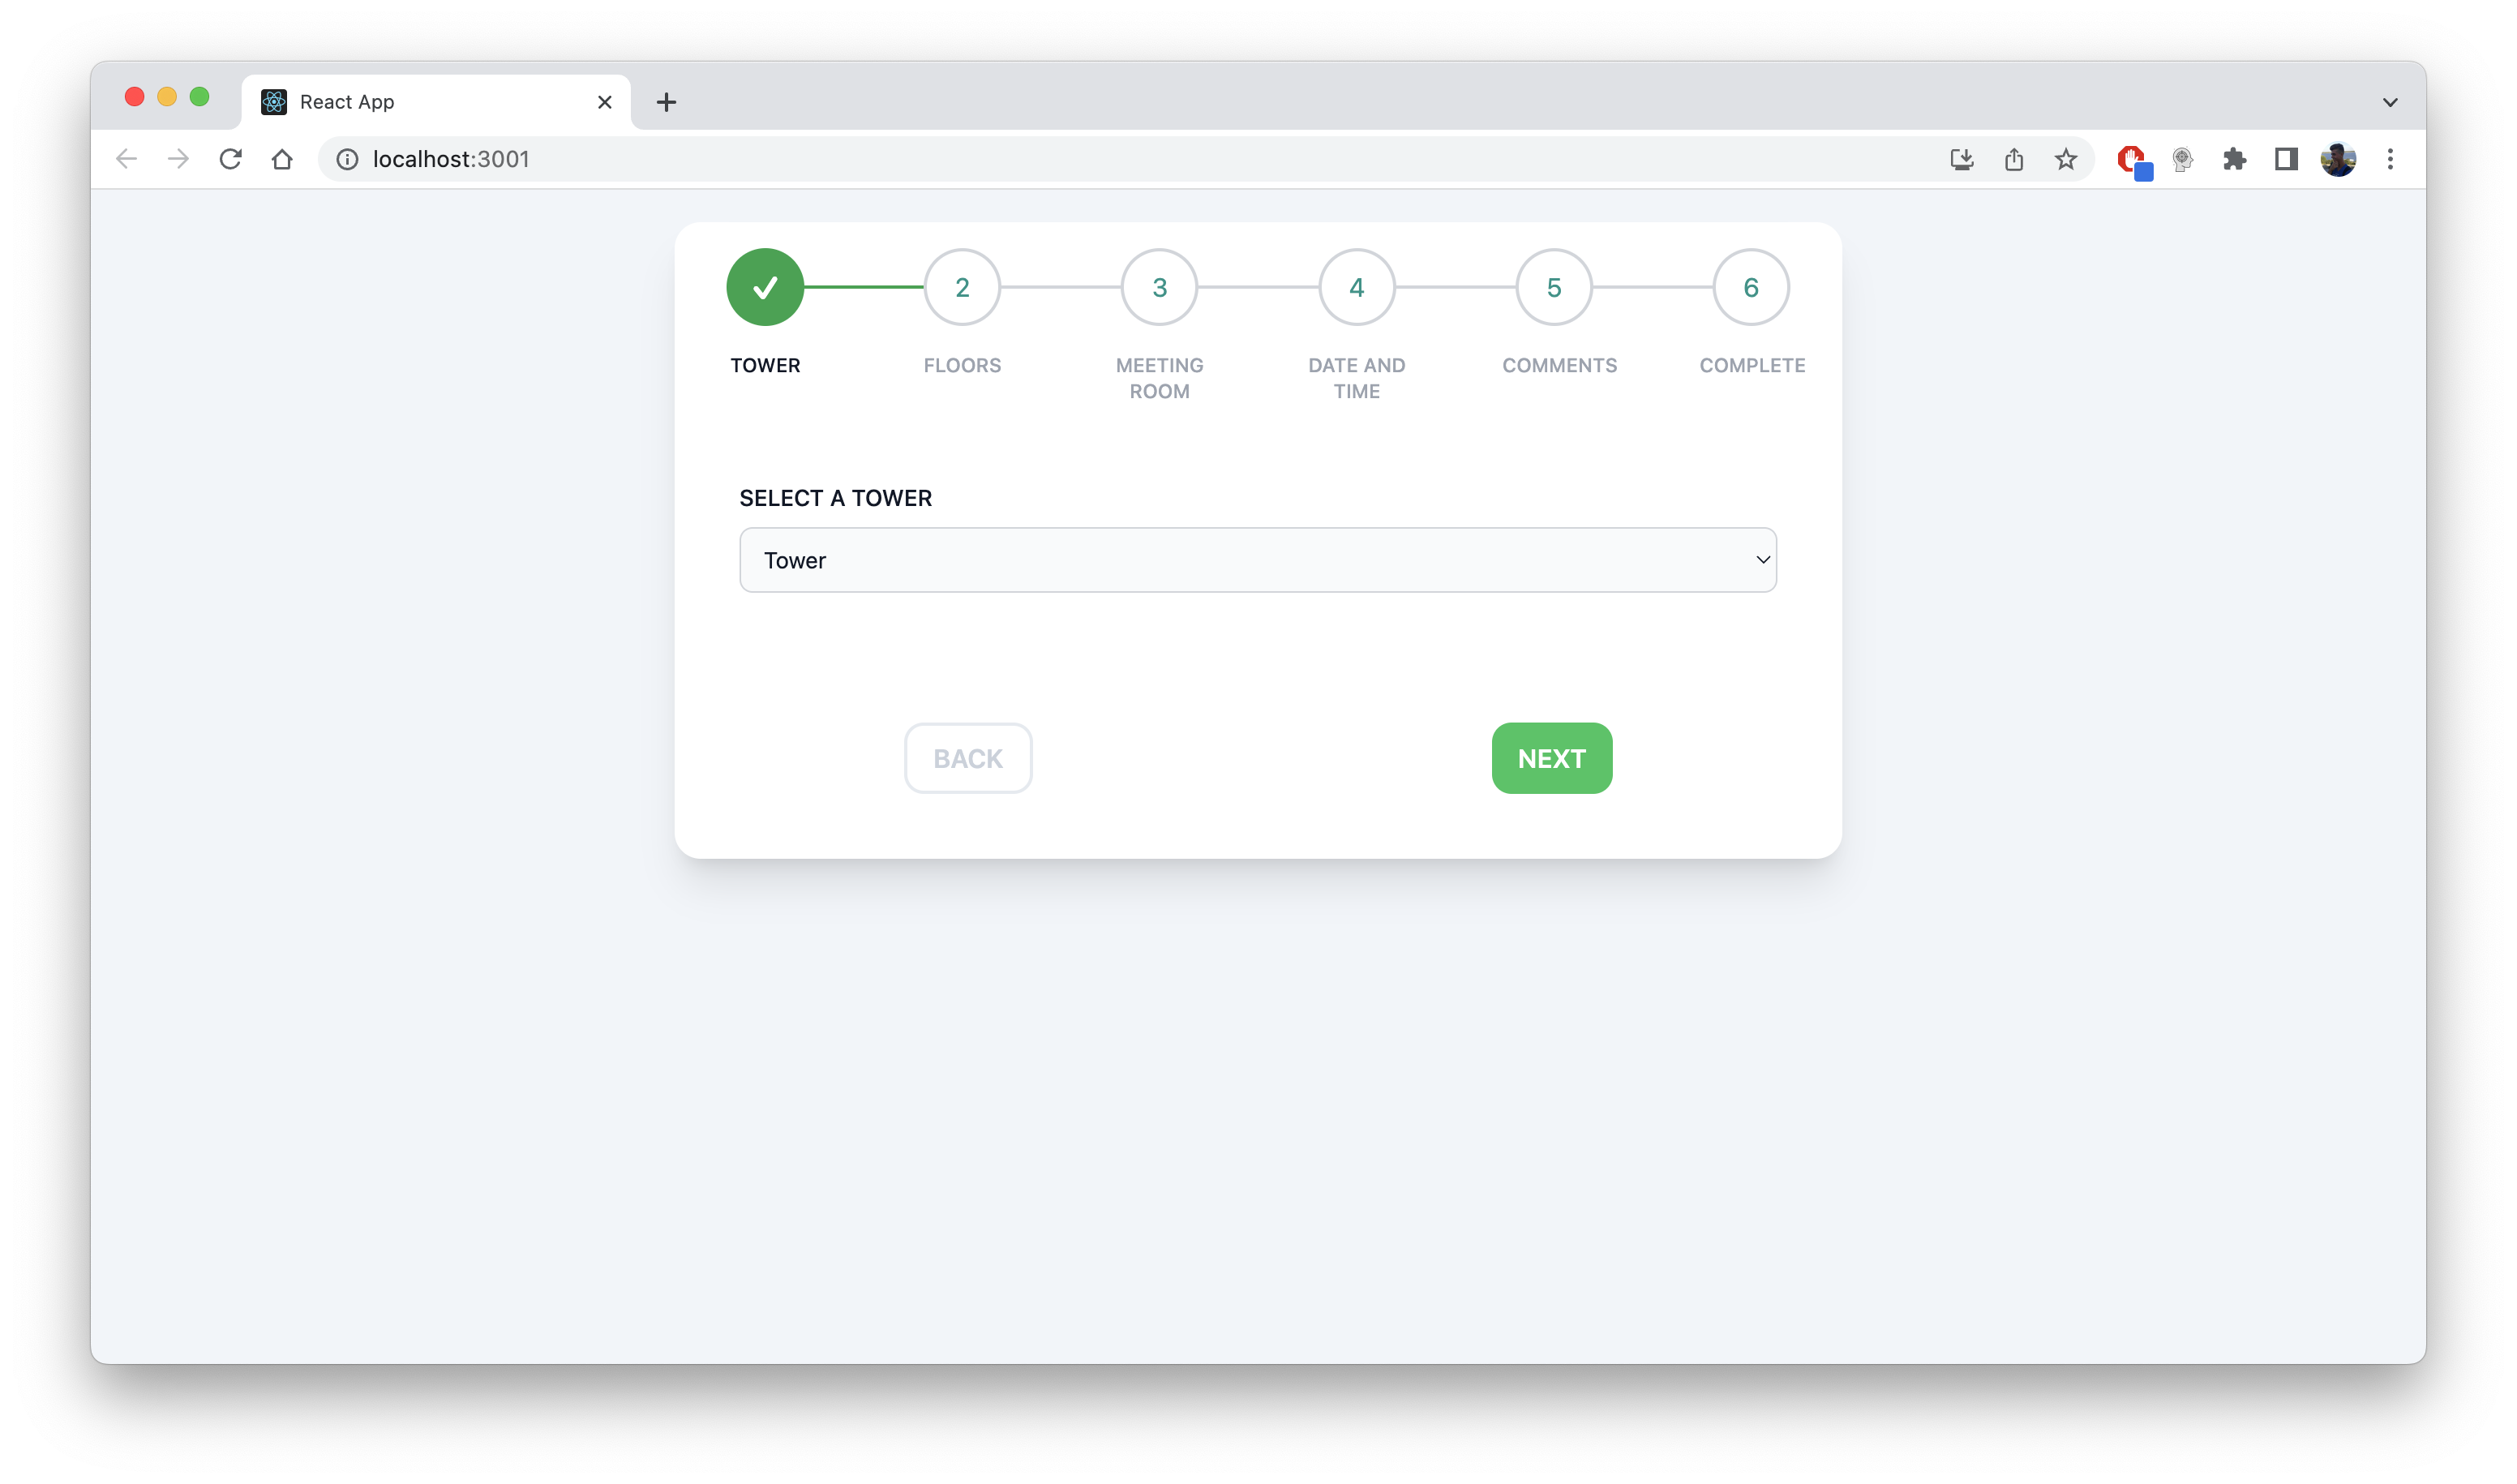 React App
localhost:3001
2 3 4 5 6
TOWER FLOORS MEETING ROOM DATE AND TIME COMMENTS COMPLETE
SELECT A TOWER
Tower
BACK NEXT